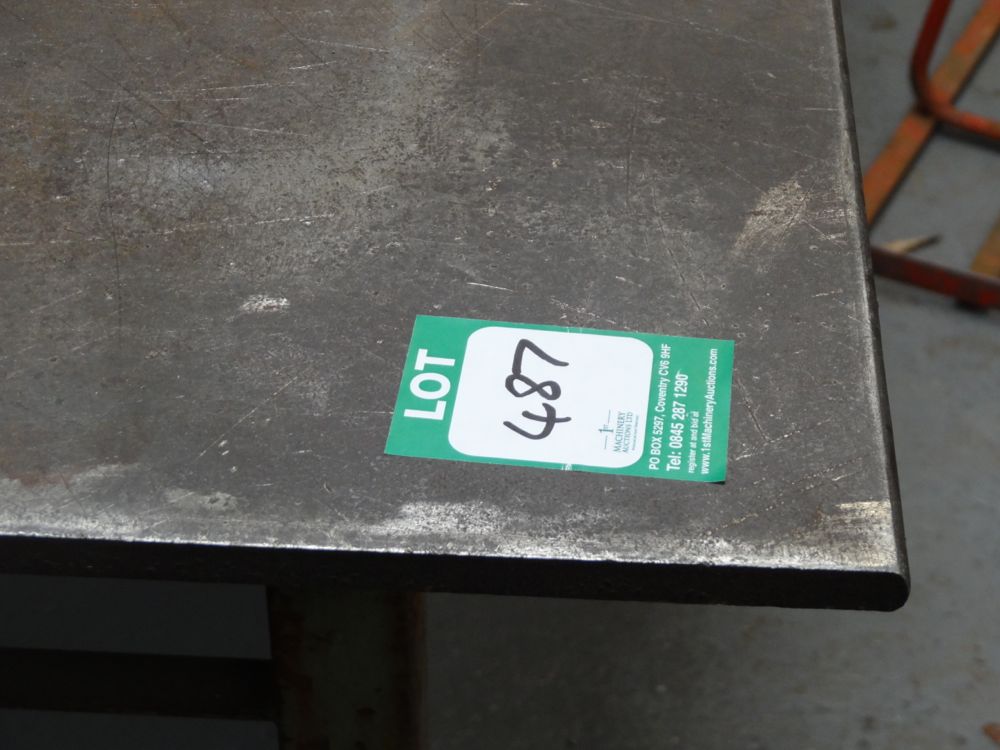 LOT
487
1st
MACHINERY
AUCTIONS LTD
PO BOX 5297, Coventry CV6 9HF
Tel: 0845 287 1290
register at and bid at
www.1stMachineryAuctions.com